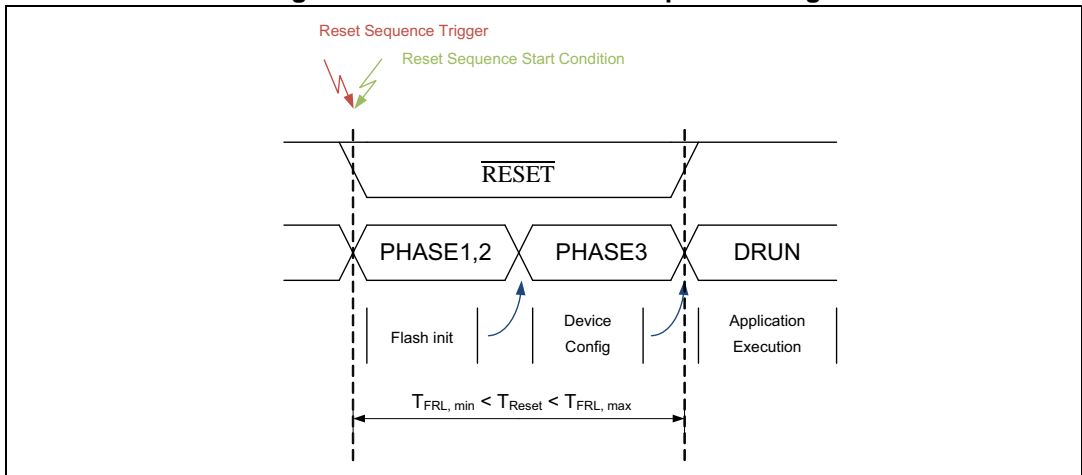 Reset Sequence Trigger
Reset Sequence Start Condition
RESET
PHASE1,2 PHASE3 DRUN
Flash init
Device
Config
Application
Execution
TFRL, min < TReset < TFRL, max